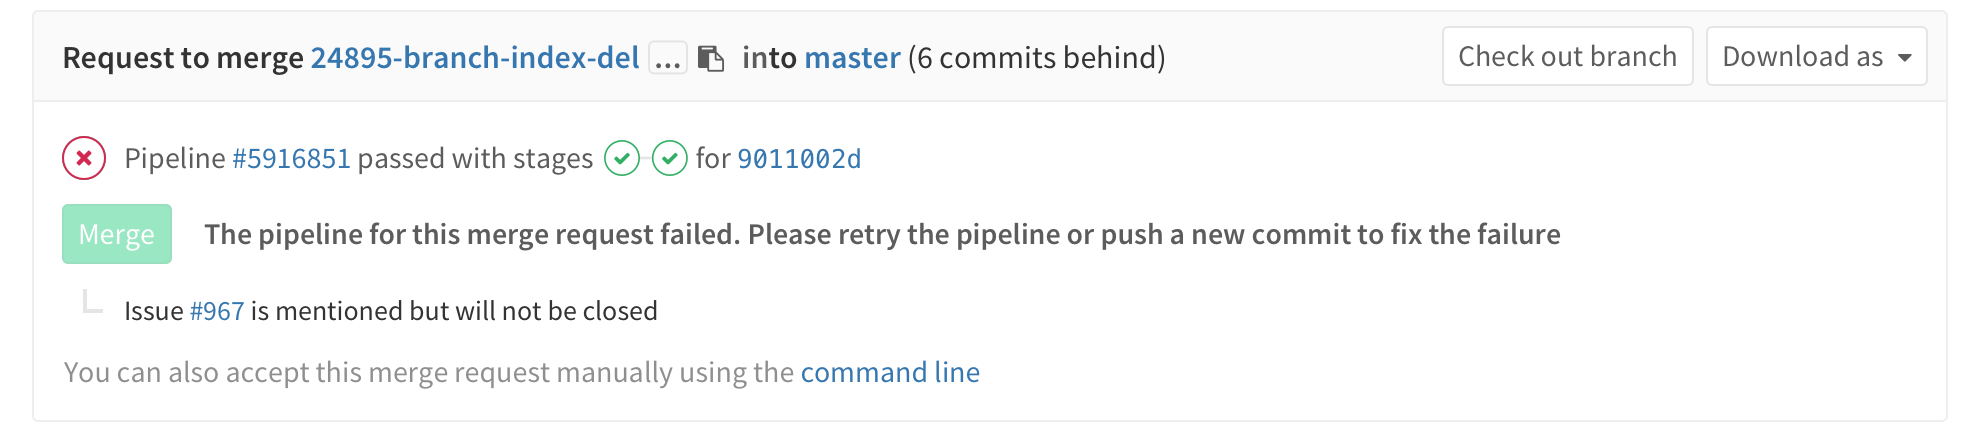 Request to merge 24895-branch-index-del ... into master (6 commits behind) Check out branch Download as
Pipeline #5916851 passed with stages for 9011002d
Merge The pipeline for this merge request failed. Please retry the pipeline or push a new commit to fix the failure
Issue #967 is mentioned but will not be closed
You can also accept this merge request manually using the command line